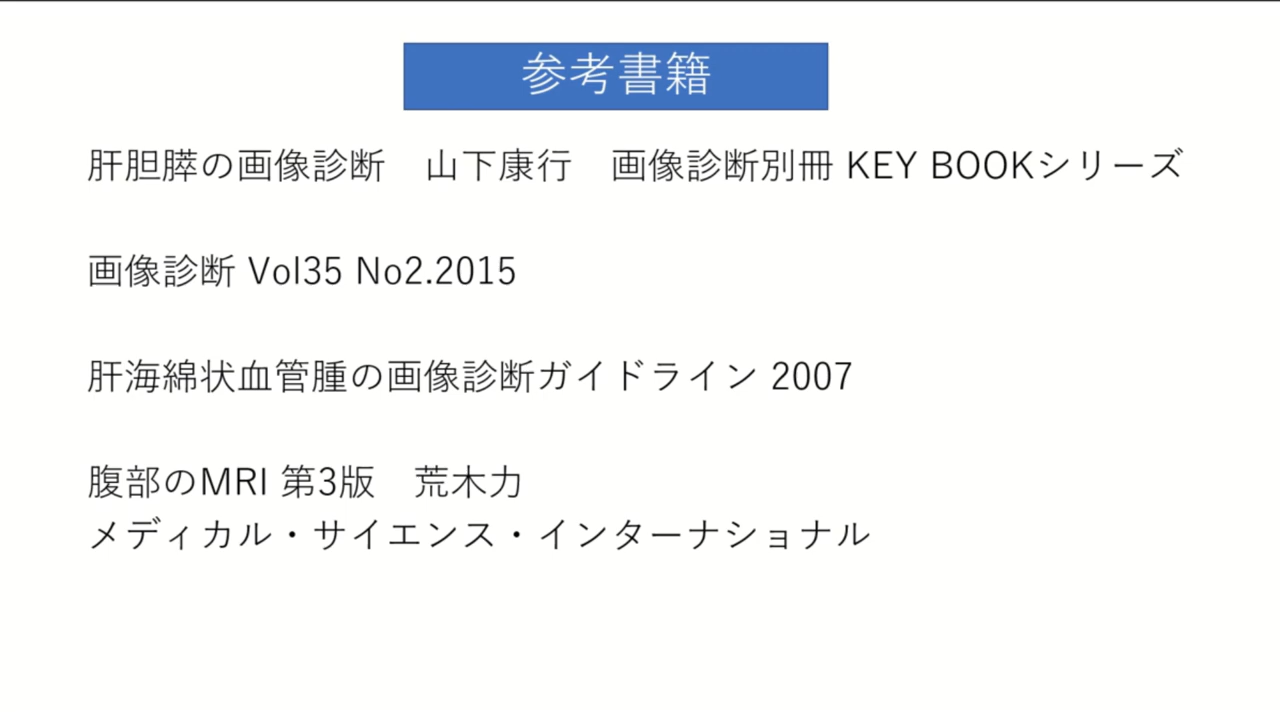 参考書籍
肝胆膵の画像診断　山下康行　画像診断別冊 KEY BOOKシリーズ
画像診断 Vol35 No2.2015
肝海綿状血管腫の画像診断ガイドライン 2007
腹部のMRI 第3版　荒木力
メディカル・サイエンス・インターナショナル